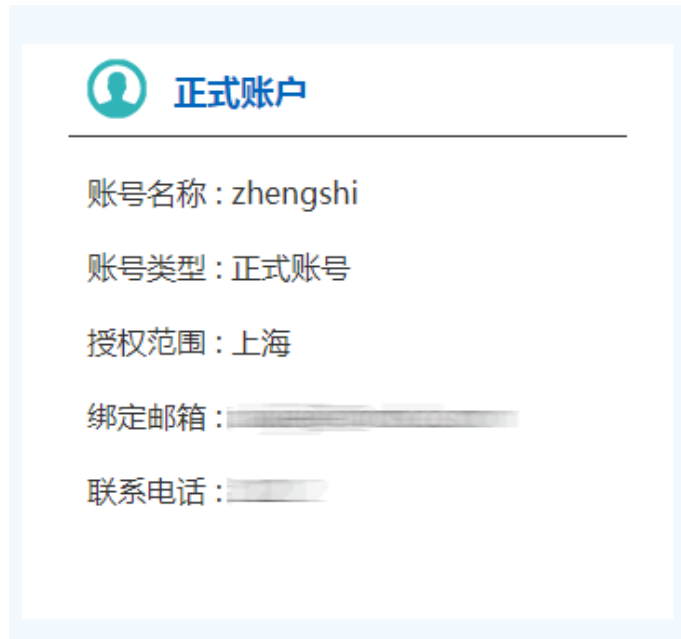 正式账户
账号名称 : zhengshi
账号类型 : 正式账号
授权范围 : 上海
绑定邮箱 :
联系电话 :